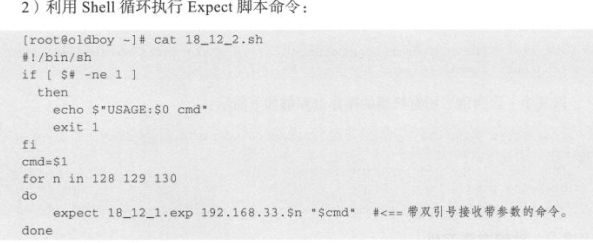 2）利用 Shell 循环执行 Expect 脚本命令：
[root@oldboy ~]# cat 18_12_2.sh
#!/bin/sh
if [ $# -ne 1 ]
  then
    echo $"USAGE:$0 cmd"
    exit 1
fi
cmd=$1
for n in 128 129 130
do
    expect 18_12_1.exp 192.168.33.$n "$cmd"  #<== 带双引号接收带参数的命令。
done